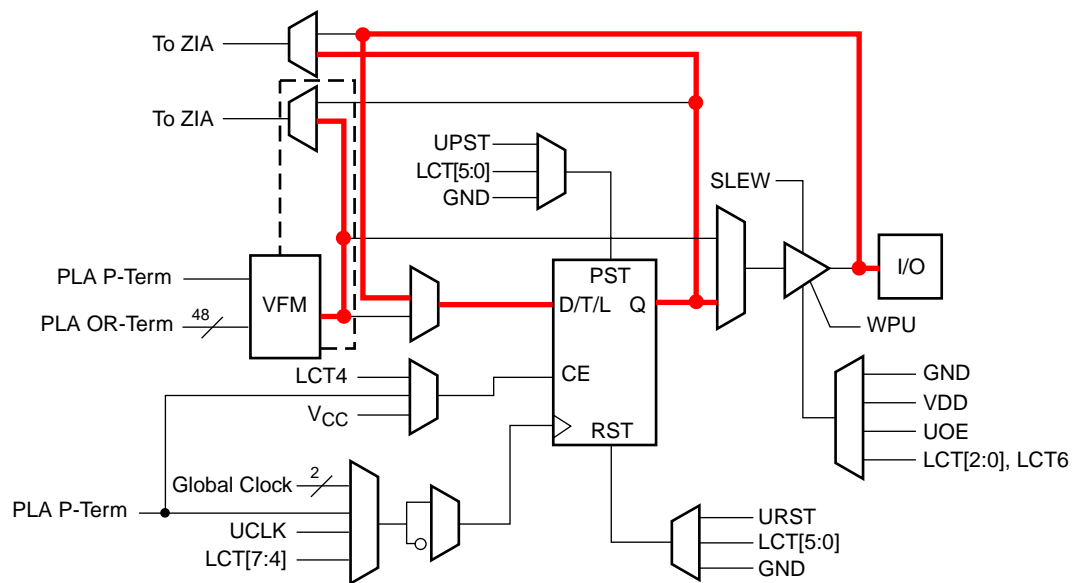 To ZIA
To ZIA
UPST
LCT[5:0]
GND
SLEW
PLA P-Term
VFM
PST
I/O
PLA OR-Term
48
D/T/L
Q
WPU
LCT4
CE
GND
VCC
VDD
RST
UOE
LCT[2:0], LCT6
Global Clock
2
PLA P-Term
UCLK
LCT[7:4]
URST
LCT[5:0]
GND